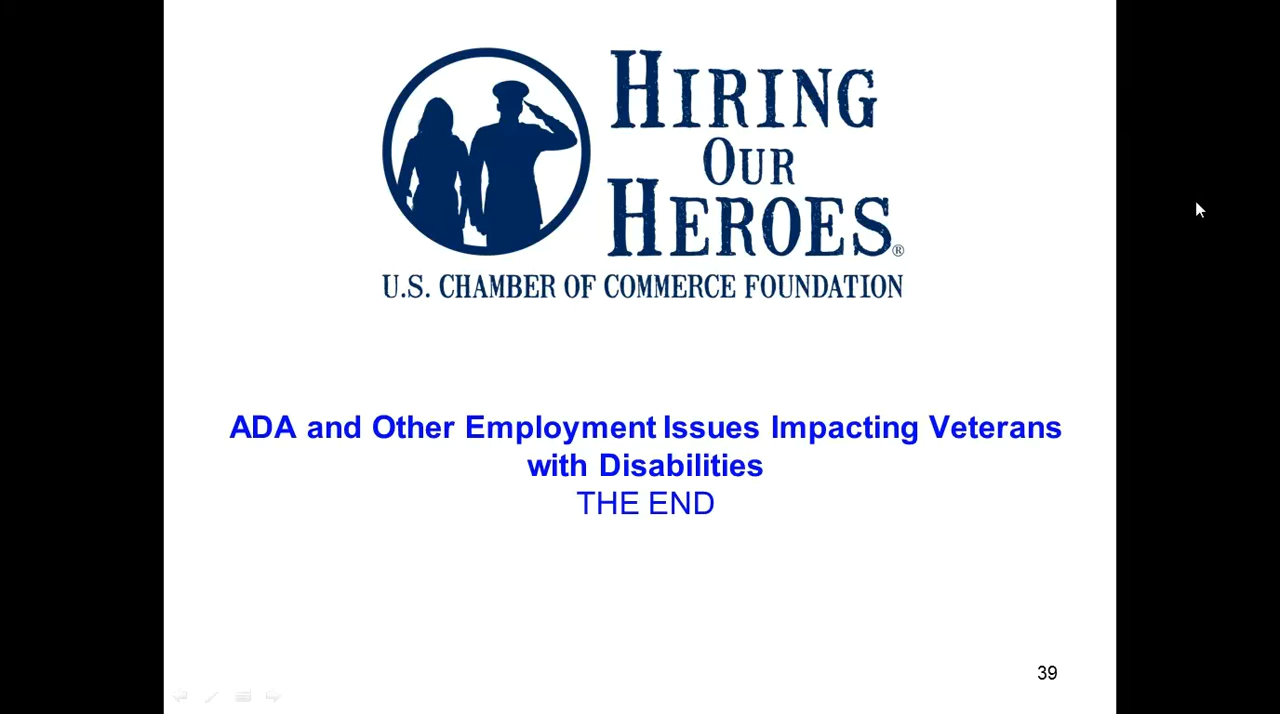 HIRING
OUR
HEROES®
U.S. CHAMBER OF COMMERCE FOUNDATION
ADA and Other Employment Issues Impacting Veterans
with Disabilities
THE END
39